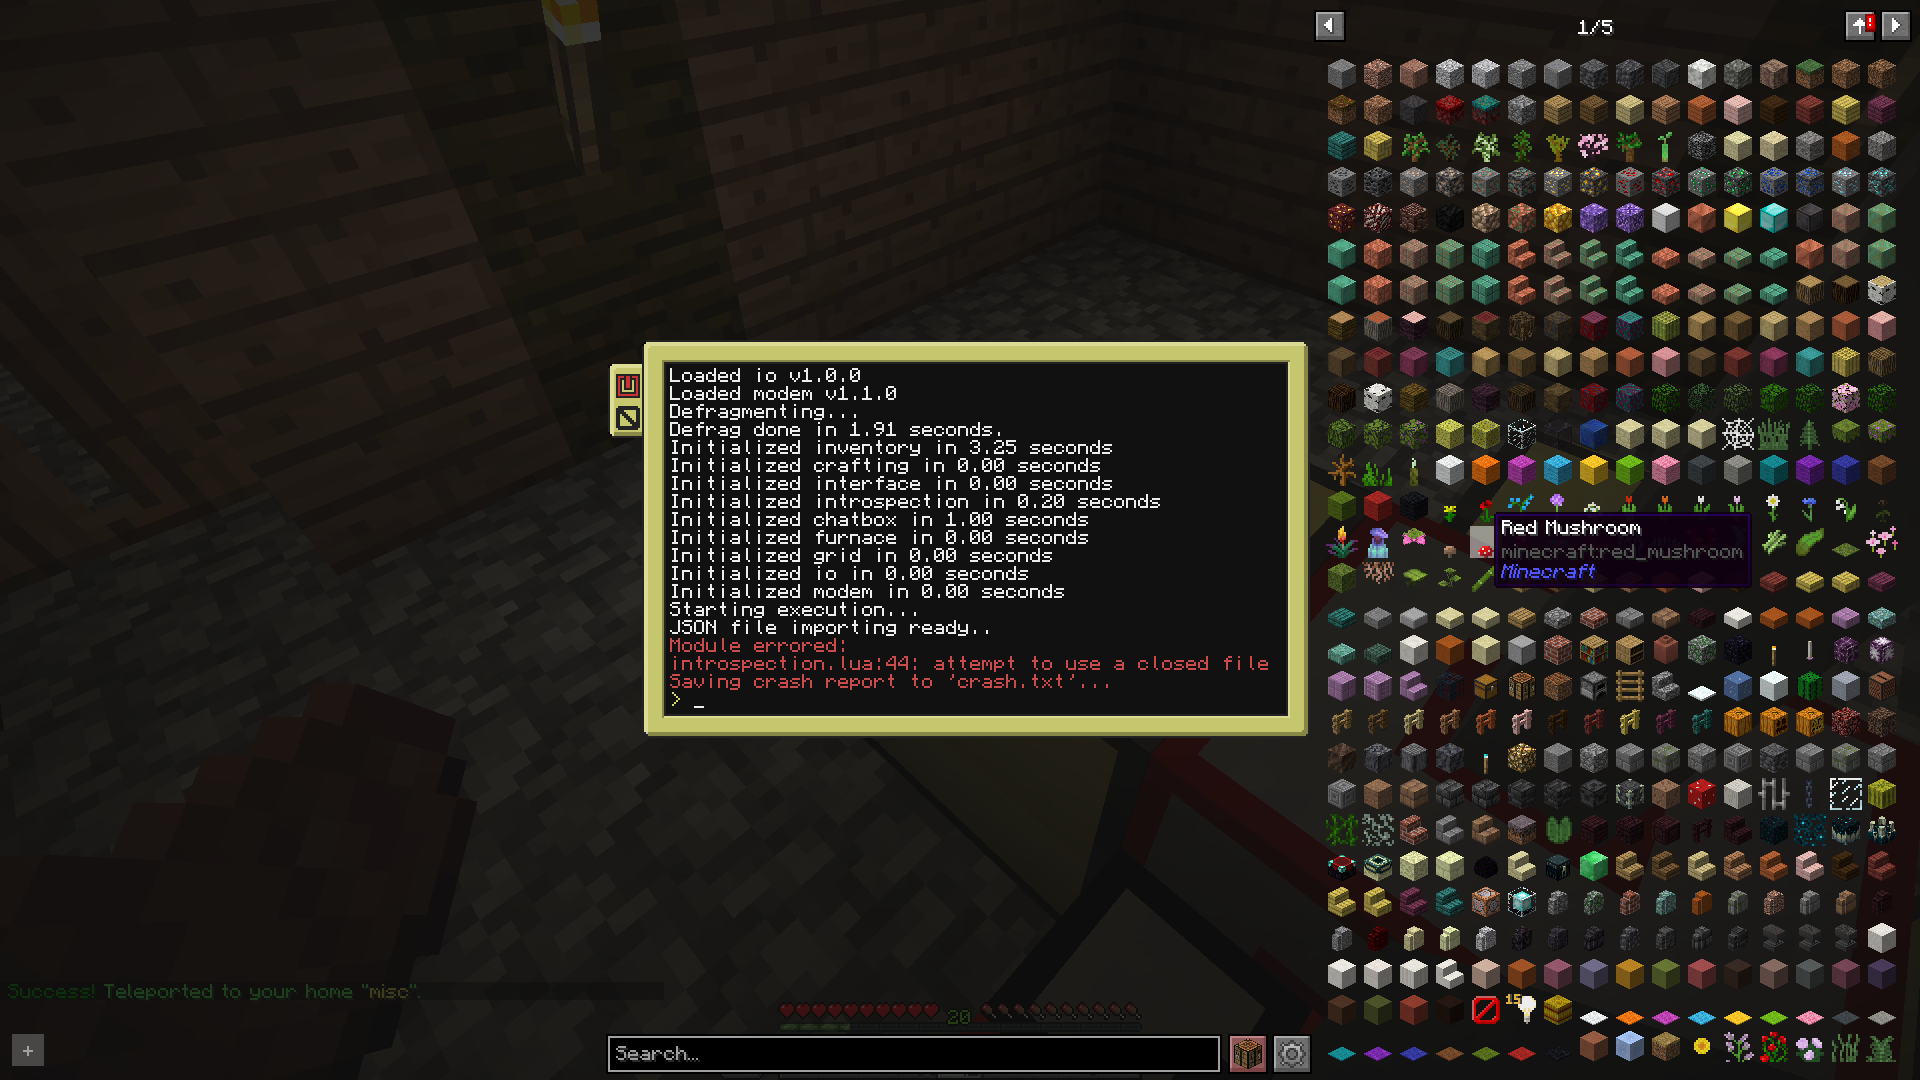 1/5
Loaded io v1.0.0
Loaded modem v1.1.0
Defragmenting...
Defrag done in 1.91 seconds.
Initialized inventory in 3.25 seconds
Initialized crafting in 0.00 seconds
Initialized interface in 0.00 seconds
Initialized introspection in 0.20 seconds
Initialized chatbox in 1.00 seconds
Initialized furnace in 0.00 seconds
Initialized grid in 0.00 seconds
Initialized io in 0.00 seconds
Initialized modem in 0.00 seconds
Starting execution...
JSON file importing ready..
Module errored:
introspection.lua:44: attempt to use a closed file
Saving crash report to 'crash.txt'...
> _
Red Mushroom
minecraft:red_mushroom
Minecraft
Success! Teleported to your home "misc".
20
15
+
Search...